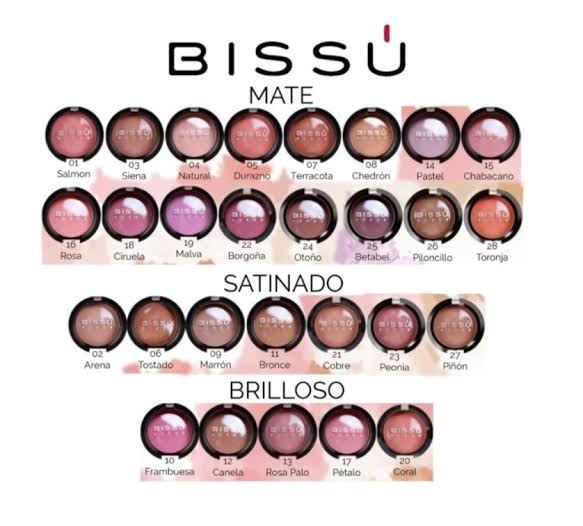 BISSÚ
MATE
01 03 04 05 07 08 14 15
Salmon Siena Natural Durazno Terracota Chedrón Pastel Chabacano
16 18 19 22 24 25 26 28
Rosa Ciruela Malva Borgoña Otoño Betabel Piloncillo Toronja
SATINADO
02 06 09 11 21 23 27
Arena Tostado Marrón Bronce Cobre Peonia Piñón
BRILLOSO
10 12 13 17 20
Frambuesa Canela Rosa Palo Pétalo Coral